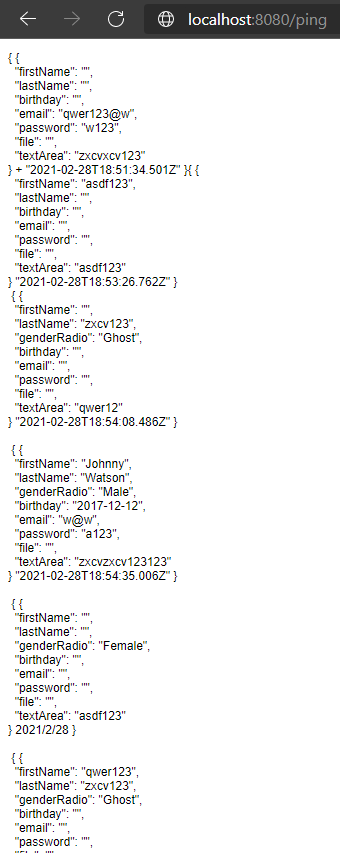 localhost:8080/ping
{ {
"firstName": "",
"lastName": "",
"birthday": "",
"email": "qwer123@w",
"password": "w123",
"file": "",
"textArea": "zxcvxcv123"
} + "2021-02-28T18:51:34.501Z" }{ {
"firstName": "asdf123",
"lastName": "",
"birthday": "",
"email": "",
"password": "",
"file": "",
"textArea": "asdf123"
} "2021-02-28T18:53:26.762Z" }
{ {
"firstName": "",
"lastName": "zxcv123",
"genderRadio": "Ghost",
"birthday": "",
"email": "",
"password": "",
"file": "",
"textArea": "qwer12"
} "2021-02-28T18:54:08.486Z" }
{ {
"firstName": "Johnny",
"lastName": "Watson",
"genderRadio": "Male",
"birthday": "2017-12-12",
"email": "w@w",
"password": "a123",
"file": "",
"textArea": "zxcvzxcv123123"
} "2021-02-28T18:54:35.006Z" }
{ {
"firstName": "",
"lastName": "",
"genderRadio": "Female",
"birthday": "",
"email": "",
"password": "",
"file": "",
"textArea": "asdf123"
} 2021/2/28 }
{ {
"firstName": "qwer123",
"lastName": "zxcv123",
"genderRadio": "Ghost",
"birthday": "",
"email": "",
"password": "",